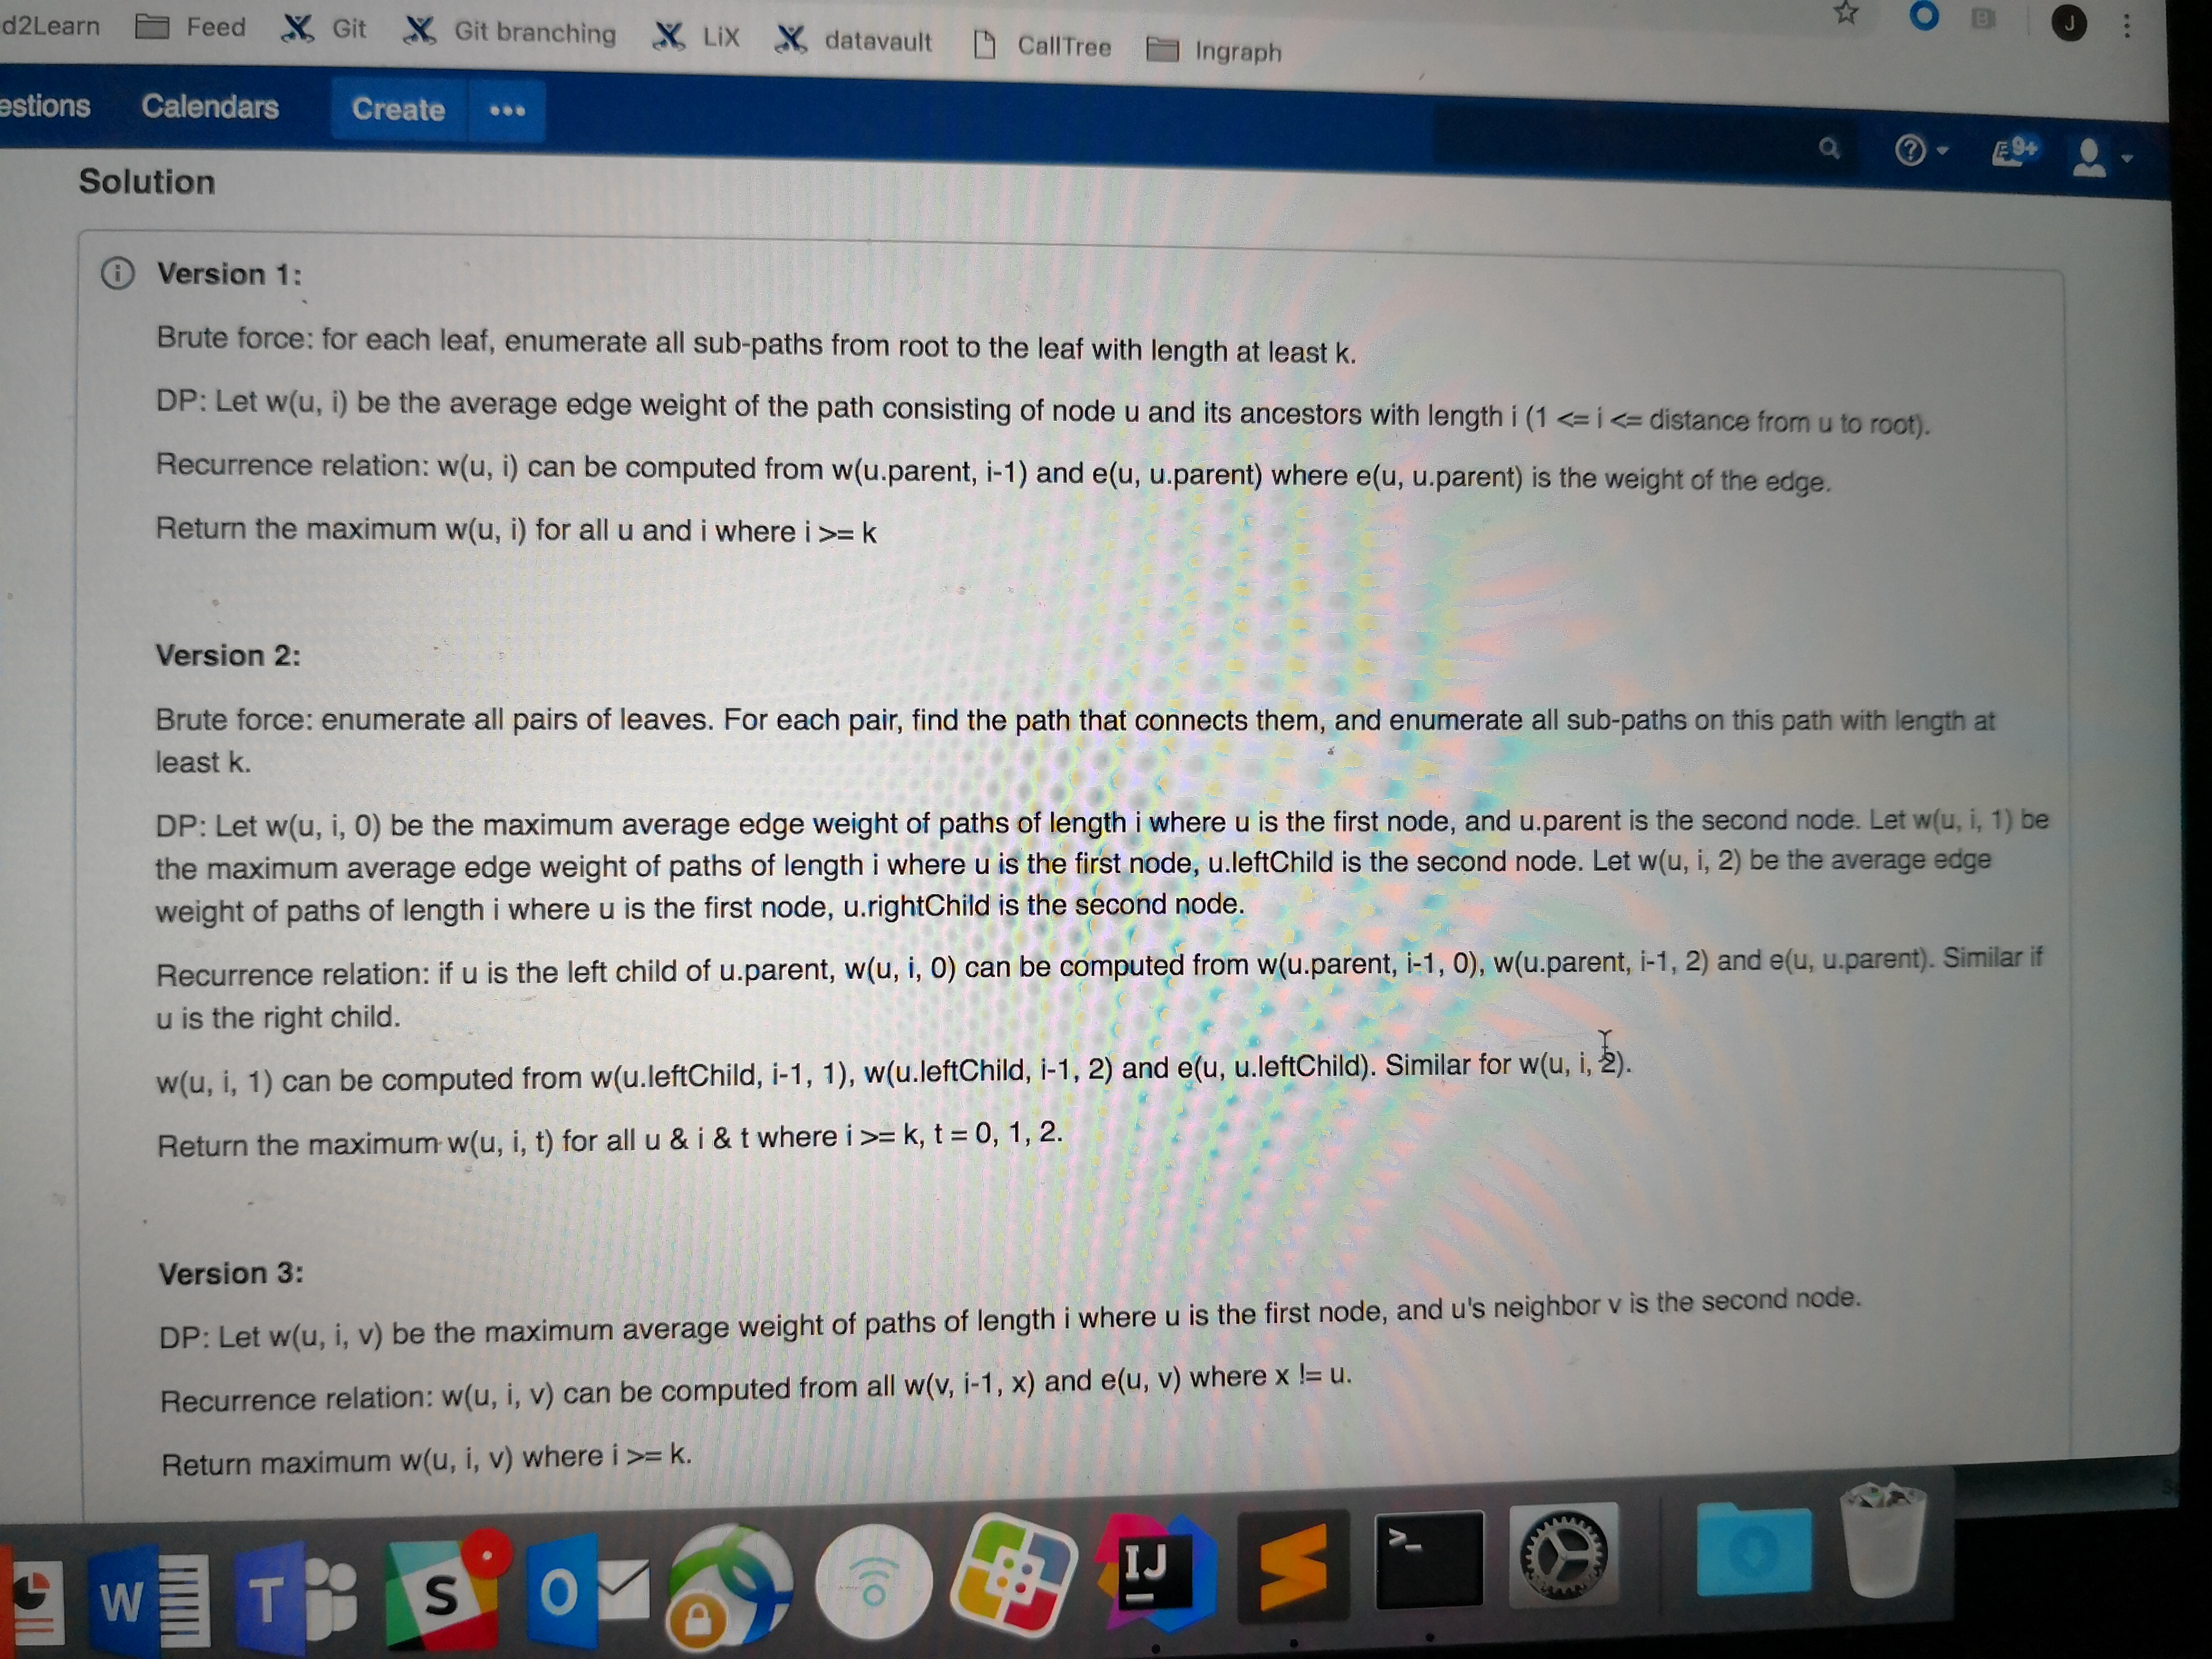 d2Learn Feed Git Git branching LiX datavault CallTree Ingraph J
estions Calendars Create ••• 9+
Solution
Version 1:
Brute force: for each leaf, enumerate all sub-paths from root to the leaf with length at least k.
DP: Let w(u, i) be the average edge weight of the path consisting of node u and its ancestors with length i (1 <= i <= distance from u to root).
Recurrence relation: w(u, i) can be computed from w(u.parent, i-1) and e(u, u.parent) where e(u, u.parent) is the weight of the edge.
Return the maximum w(u, i) for all u and i where i >= k
Version 2:
Brute force: enumerate all pairs of leaves. For each pair, find the path that connects them, and enumerate all sub-paths on this path with length at
least k.
DP: Let w(u, i, 0) be the maximum average edge weight of paths of length i where u is the first node, and u.parent is the second node. Let w(u, i, 1) be
the maximum average edge weight of paths of length i where u is the first node, u.leftChild is the second node. Let w(u, i, 2) be the average edge
weight of paths of length i where u is the first node, u.rightChild is the second node.
Recurrence relation: if u is the left child of u.parent, w(u, i, 0) can be computed from w(u.parent, i-1, 0), w(u.parent, i-1, 2) and e(u, u.parent). Similar if
u is the right child.
w(u, i, 1) can be computed from w(u.leftChild, i-1, 1), w(u.leftChild, i-1, 2) and e(u, u.leftChild). Similar for w(u, i, 2).
Return the maximum w(u, i, t) for all u & i & t where i >= k, t = 0, 1, 2.
Version 3:
DP: Let w(u, i, v) be the maximum average weight of paths of length i where u is the first node, and u's neighbor v is the second node.
Recurrence relation: w(u, i, v) can be computed from all w(v, i-1, x) and e(u, v) where x != u.
Return maximum w(u, i, v) where i >= k.
W T S O IJ >_